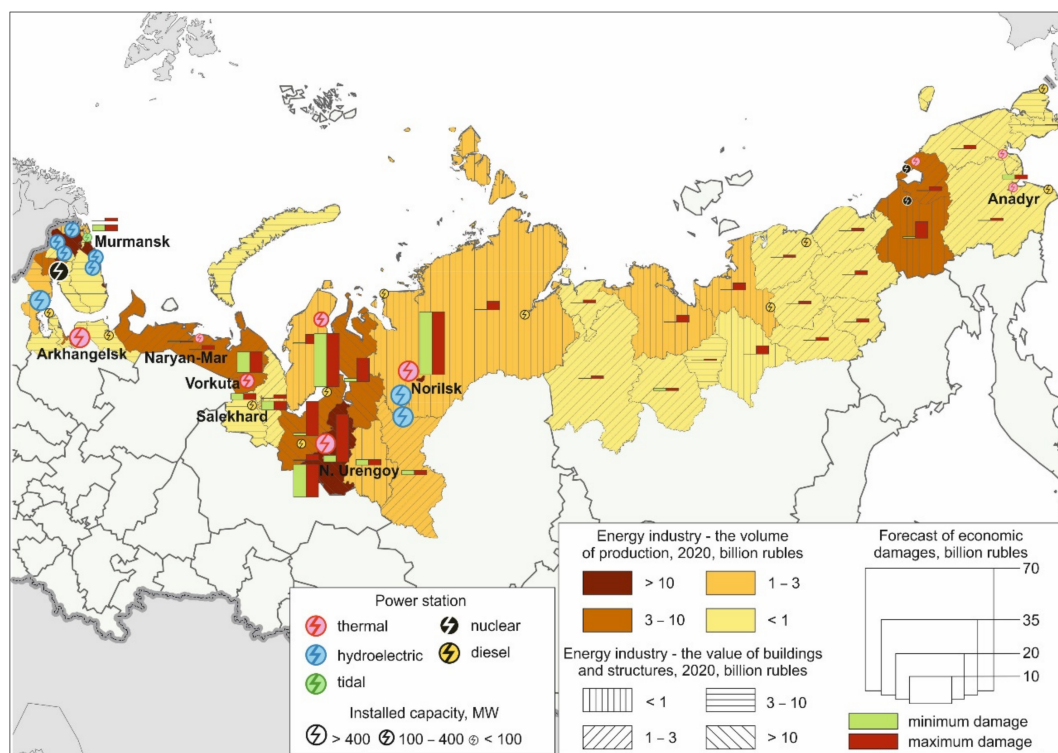 Murmansk
Anadyr
Arkhangelsk
Naryan-Mar
Vorkuta
Norilsk
Salekhard
N. Urengoy
Power station
thermal
nuclear
hydroelectric
diesel
tidal
Installed capacity, MW
> 400
100 – 400
< 100
Energy industry - the volume
of production, 2020, billion rubles
> 10
1 – 3
3 – 10
< 1
Energy industry - the value of buildings
and structures, 2020, billion rubles
< 1
3 – 10
1 – 3
> 10
Forecast of economic
damages, billion rubles
70
35
20
10
minimum damage
maximum damage